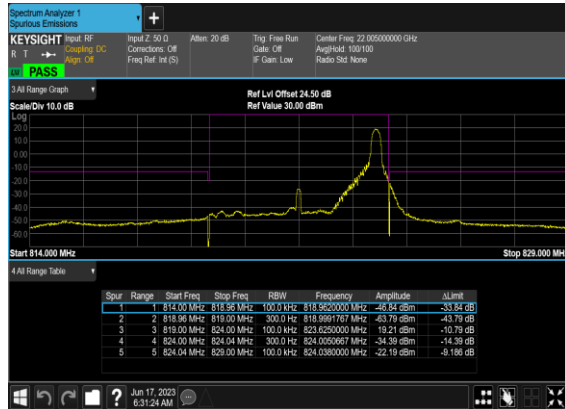 Spectrum Analyzer 1
Spurious Emissions
KEYSIGHT Input: RF Input Z: 50 Ω Atten: 20 dB Trig: Free Run Center Freq: 22.005000000 GHz
R T Coupling: DC Corrections: Off Gate: Off Avg|Hold: 100/100
Align: Off Freq Ref: Int (S) IF Gain: Low Radio Std: None
PASS
3 All Range Graph
Ref Lvl Offset 24.50 dB
Scale/Div 10.0 dB Ref Value 30.00 dBm
Log
20.0
10.0
0.00
-10.0
-20.0
-30.0
-40.0
-50.0
-60.0
Start 814.000 MHz Stop 829.000 MH
4 All Range Table
Spur Range Start Freq Stop Freq RBW Frequency Amplitude ΔLimit
1 1 814.00 MHz 818.96 MHz 100.0 kHz 818.9620000 MHz -46.84 dBm -33.84 dB
2 2 818.96 MHz 819.00 MHz 300.0 Hz 818.9991767 MHz -63.79 dBm -43.79 dB
3 3 819.00 MHz 824.00 MHz 100.0 kHz 823.6250000 MHz 19.21 dBm -10.79 dB
4 4 824.00 MHz 824.04 MHz 300.0 Hz 824.0050667 MHz -34.39 dBm -14.39 dB
5 5 824.04 MHz 829.00 MHz 100.0 kHz 824.0380000 MHz -22.19 dBm -9.186 dB
? Jun 17, 2023
6:31:24 AM